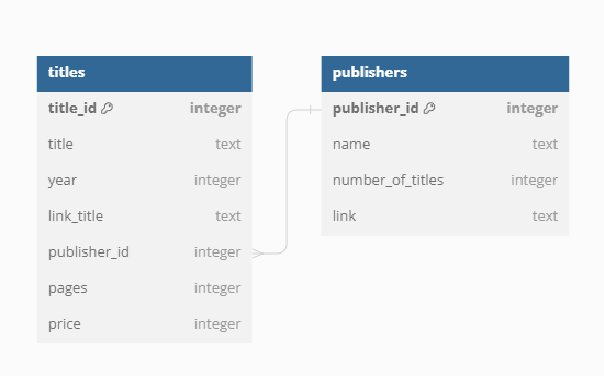 titles
title_id integer
title text
year integer
link_title text
publisher_id integer
pages integer
price integer
publishers
publisher_id integer
name text
number_of_titles integer
link text